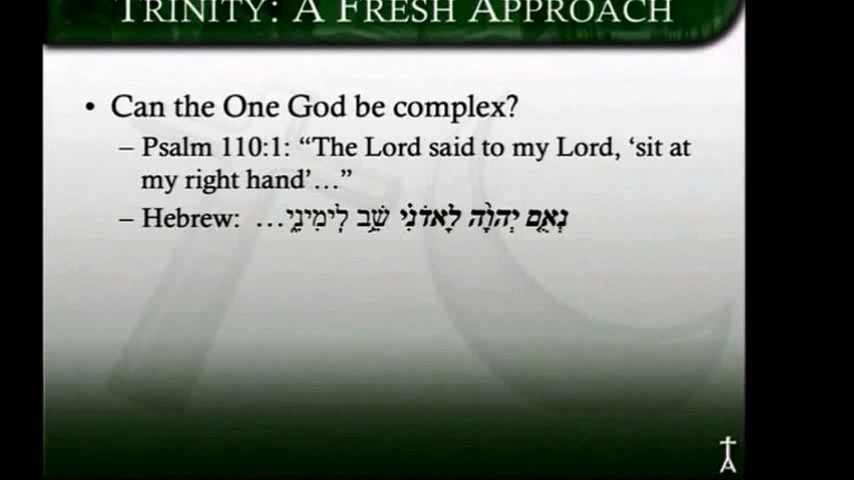 TRINITY: A FRESH APPROACH
• Can the One God be complex?
– Psalm 110:1: “The Lord said to my Lord, ‘sit at
my right hand’…”
– Hebrew: נְאֻ֤ם יְהוָ֨ה לַֽאדֹנִ֗י שֵׁ֥ב לִֽימִינִ֑י…